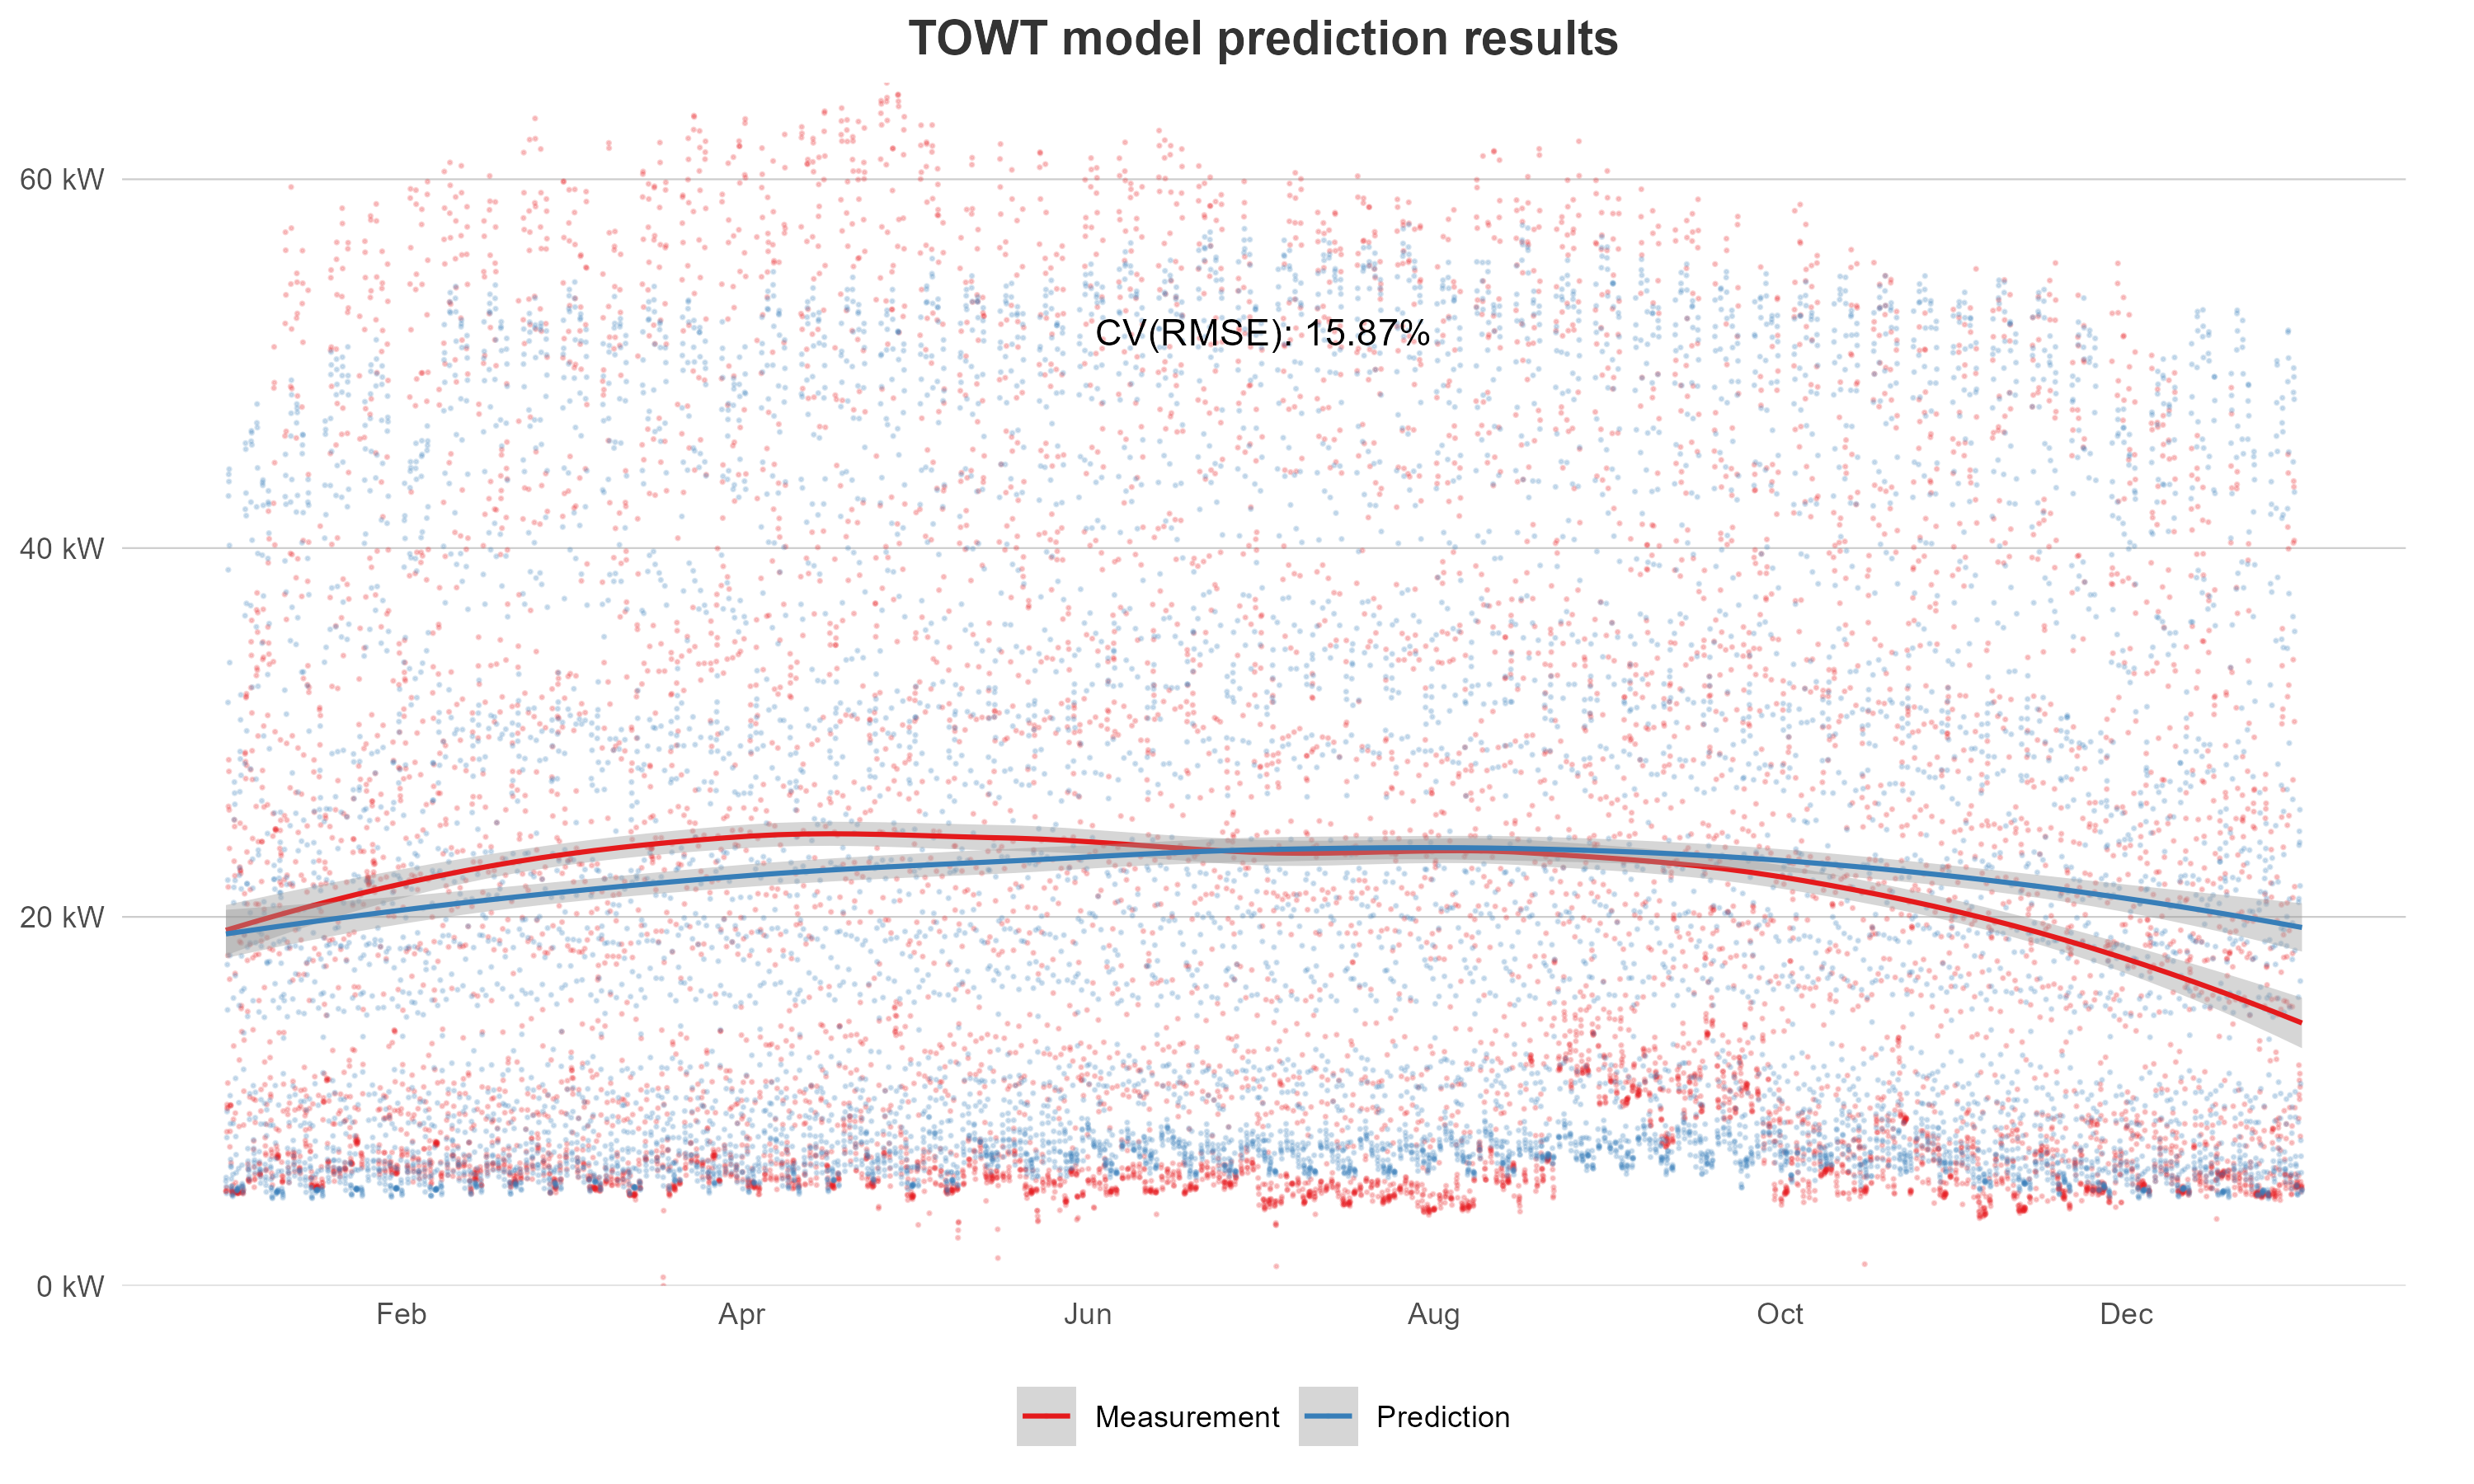 TOWT model prediction results
60 kW
CV(RMSE): 15.87%
40 kW
20 kW
0 kW
Feb Apr Jun Aug Oct Dec
Measurement Prediction